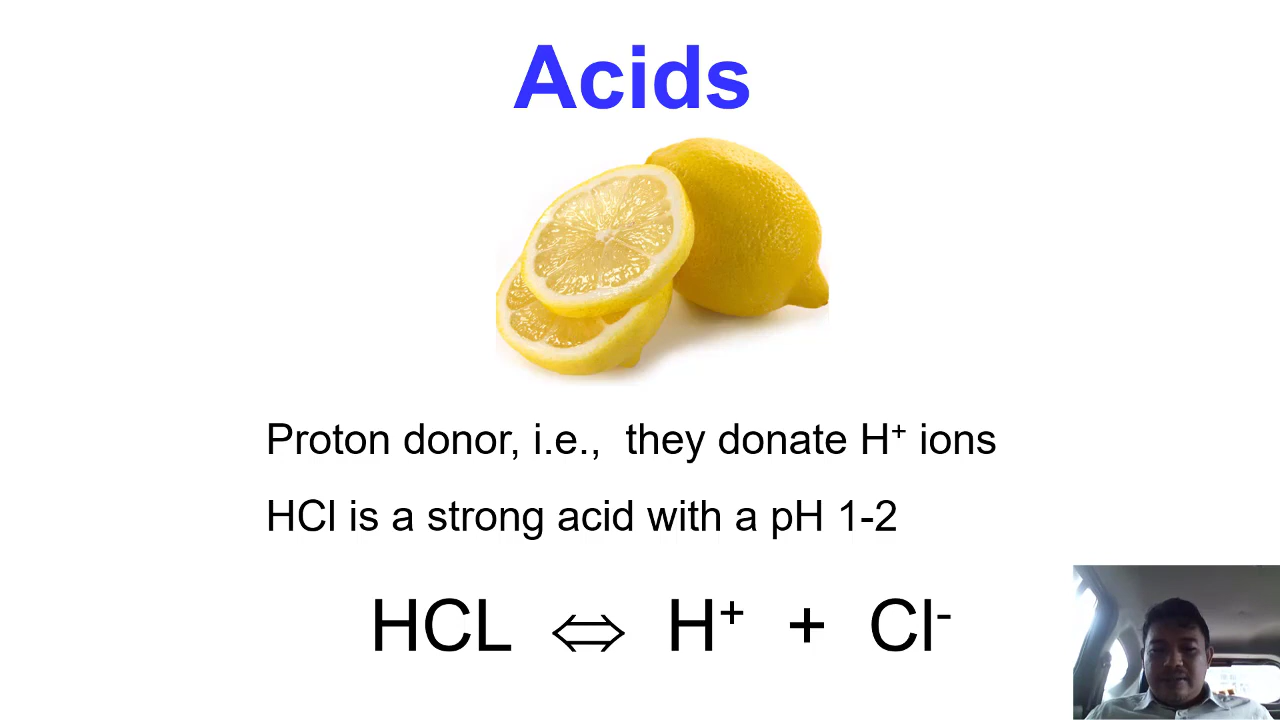 Acids
Proton donor, i.e.,  they donate H⁺ ions
HCl is a strong acid with a pH 1-2
HCL ⇔ H⁺ + Cl⁻